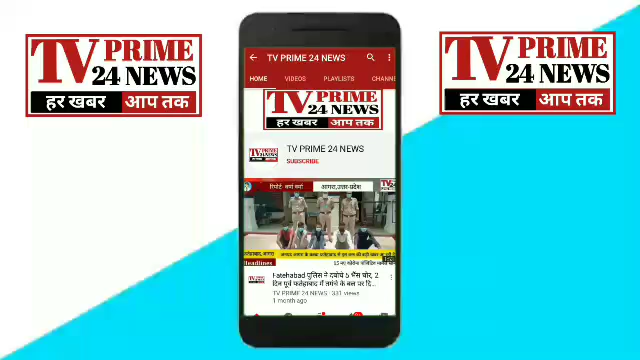 TV PRIME
24 NEWS
हर खबर आप तक
TV PRIME
24 NEWS
हर खबर आप तक
TV PRIME 24 NEWS
HOME VIDEOS PLAYLISTS CHANN
TV PRIME
24 NEWS
हर खबर आप तक
TV PRIME 24 NEWS
SUBSCRIBE
आगरा,उत्तर-प्रदेश
Headlines
Fatehabad पुलिस ने दबोचे 5 भैंस चोर, 2
दिन पूर्व फतेहाबाद में तमंचे के बल पर दि...
TV PRIME 24 NEWS · 331 views
1 month ago